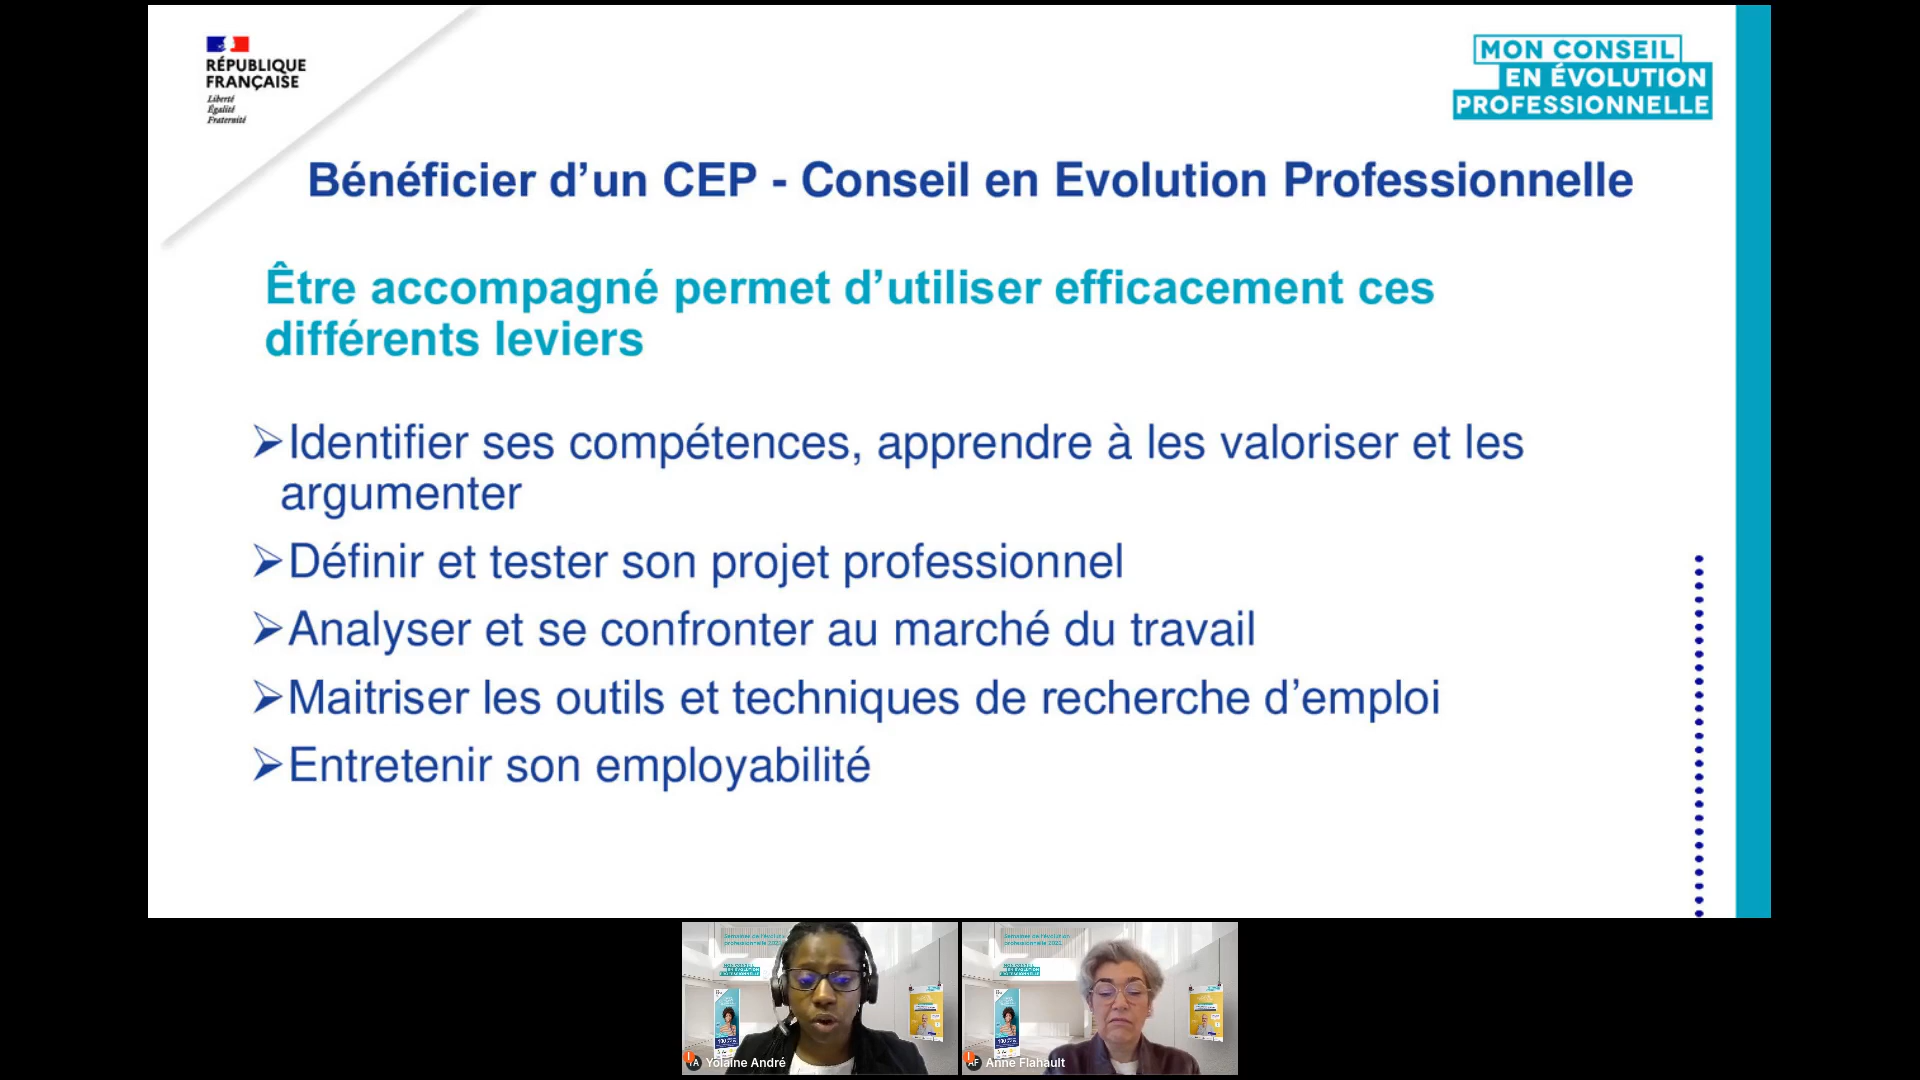 RÉPUBLIQUE
FRANÇAISE
Liberté
Égalité
Fraternité
MON CONSEIL
EN ÉVOLUTION
PROFESSIONNELLE
Bénéficier d’un CEP - Conseil en Evolution Professionnelle
Être accompagné permet d’utiliser efficacement ces
différents leviers
➢Identifier ses compétences, apprendre à les valoriser et les
argumenter
➢Définir et tester son projet professionnel
➢Analyser et se confronter au marché du travail
➢Maitriser les outils et techniques de recherche d’emploi
➢Entretenir son employabilité
Yolaine André
AF Anne Flahault